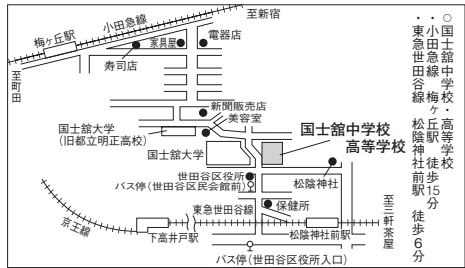 ○国士舘中学校・高等学校
・小田急線 梅ヶ丘駅 徒歩15分
・東急世田谷線 松陰神社前駅 徒歩6分
至新宿
小田急線
梅ヶ丘駅
至町田
家具屋
電器店
寿司店
新聞販売店
美容室
国士舘大学
(旧都立明正高校)
国士舘大学
国士舘中学校
高等学校
世田谷区役所
バス停(世田谷区民会館前)
松陰神社
保健所
東急世田谷線
京王線
下高井戸駅
松陰神社前駅
至三軒茶屋
バス停(世田谷区役所入口)